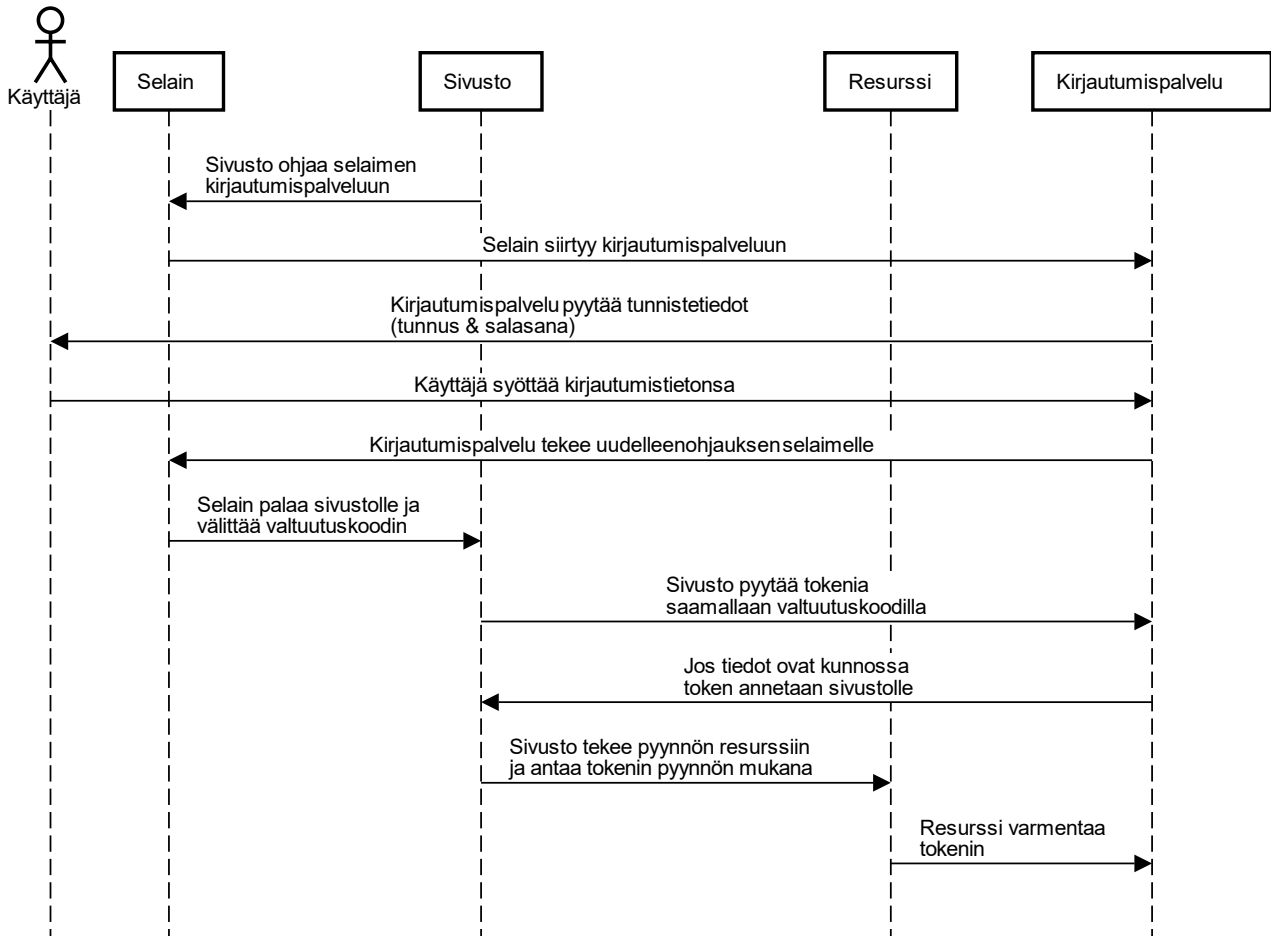 Käyttäjä
Selain
Sivusto
Resurssi
Kirjautumispalvelu
Sivusto ohjaa selaimen
kirjautumispalveluun
Selain siirtyy kirjautumispalveluun
Kirjautumispalvelu pyytää tunnistetiedot
(tunnus & salasana)
Käyttäjä syöttää kirjautumistietonsa
Kirjautumispalvelu tekee uudelleenohjauksen selaimelle
Selain palaa sivustolle ja
välittää valtuutuskoodin
Sivusto pyytää tokenia
saamallaan valtuutuskoodilla
Jos tiedot ovat kunnossa
token annetaan sivustolle
Sivusto tekee pyynnön resurssiin
ja antaa tokenin pyynnön mukana
Resurssi varmentaa
tokenin